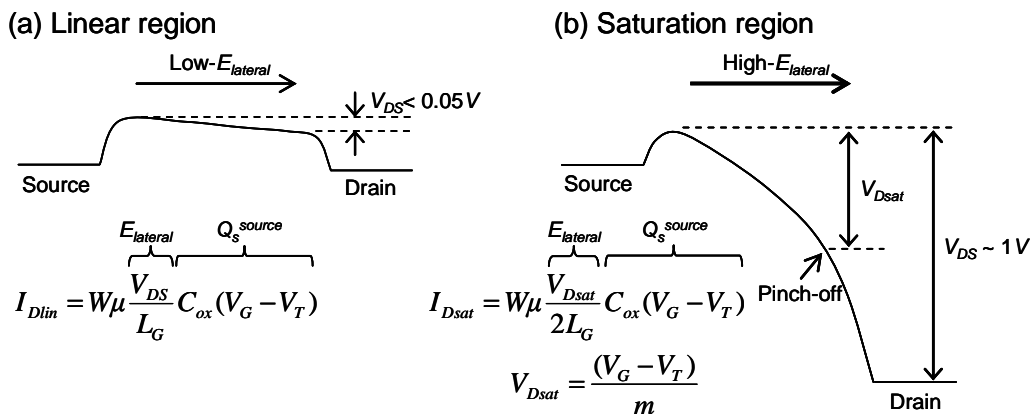 (a) Linear region
Low-E_lateral
V_DS < 0.05V
Source
Drain
E_lateral Q_s^source
I_Dlin = Wμ V_DS/L_G C_ox(V_G − V_T)
(b) Saturation region
High-E_lateral
Source
V_Dsat
V_DS ~ 1V
Pinch-off
Drain
E_lateral Q_s^source
I_Dsat = Wμ V_Dsat/2L_G C_ox(V_G − V_T)
V_Dsat = (V_G − V_T)/m